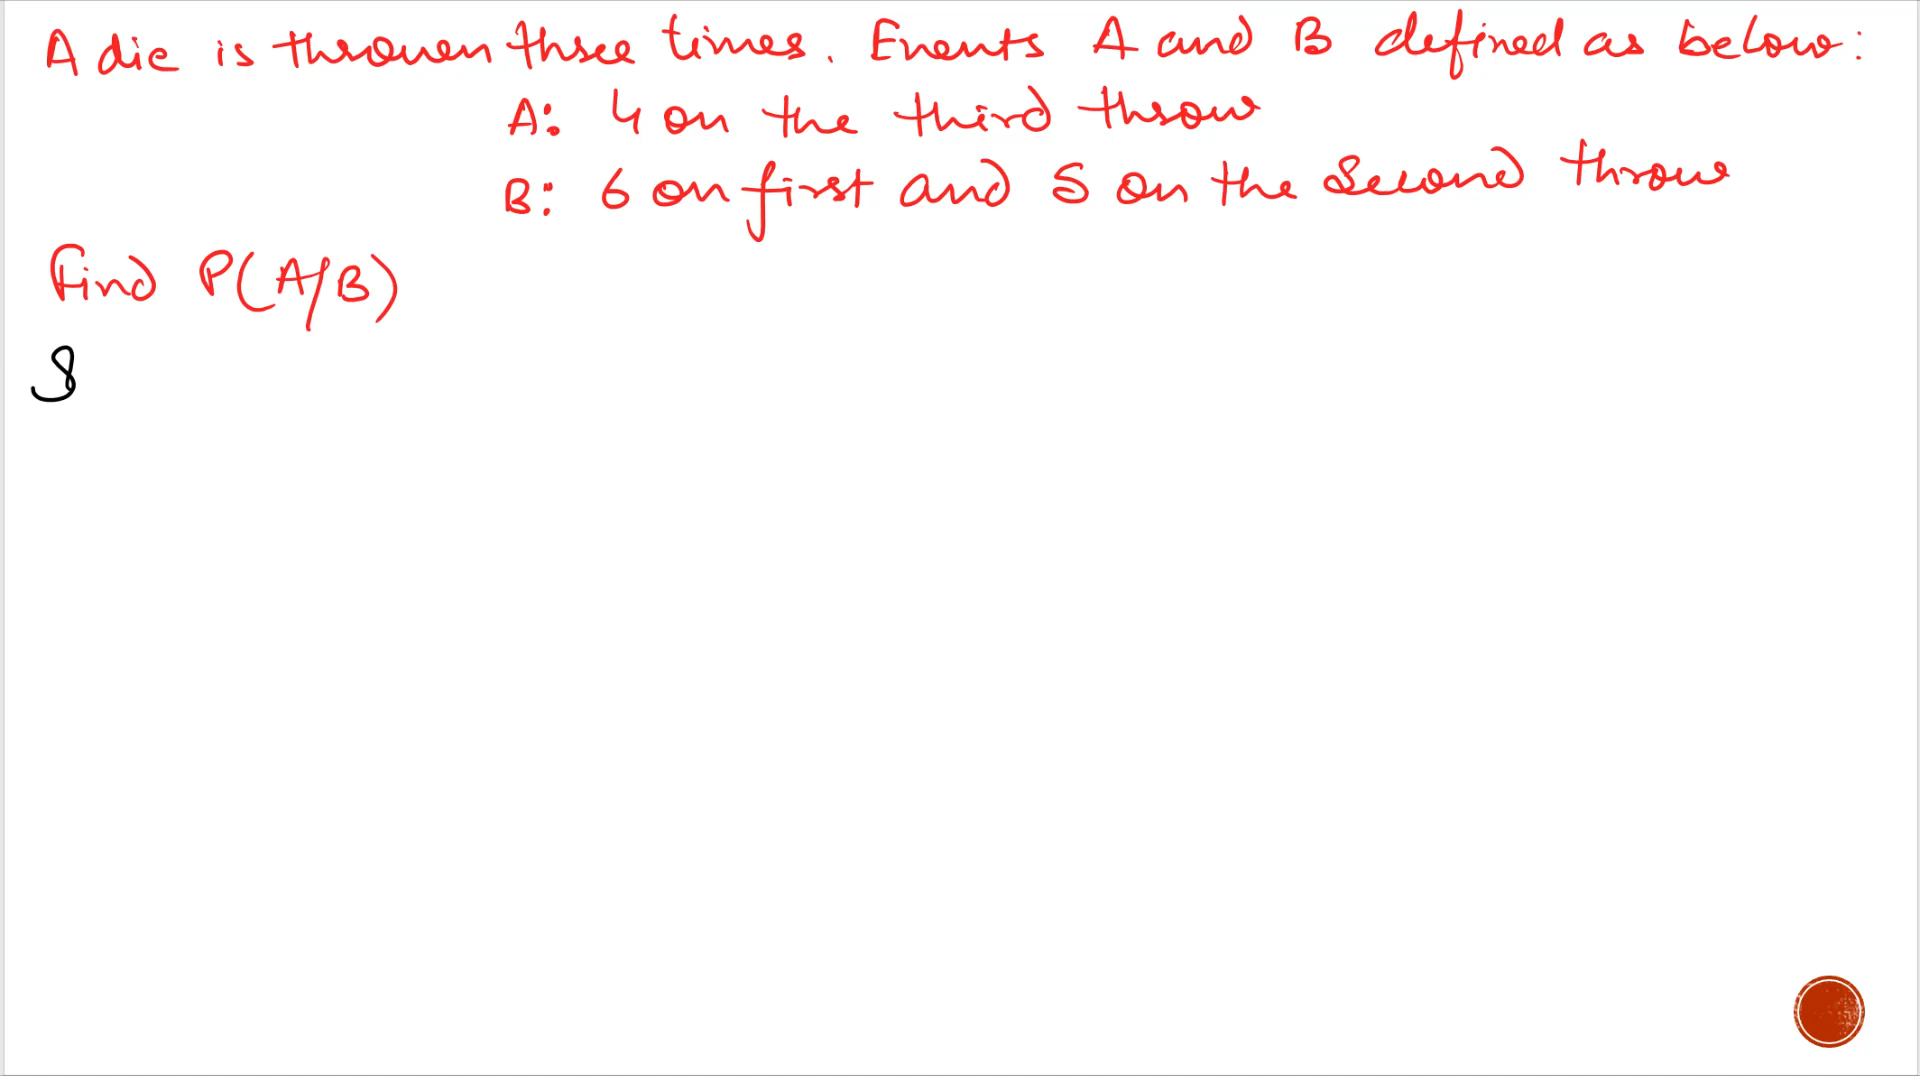 A die is thrown three times. Events A and B defined as below:
A: 4 on the third throw
B: 6 on first and 5 on the second throw
Find P(A/B)
S